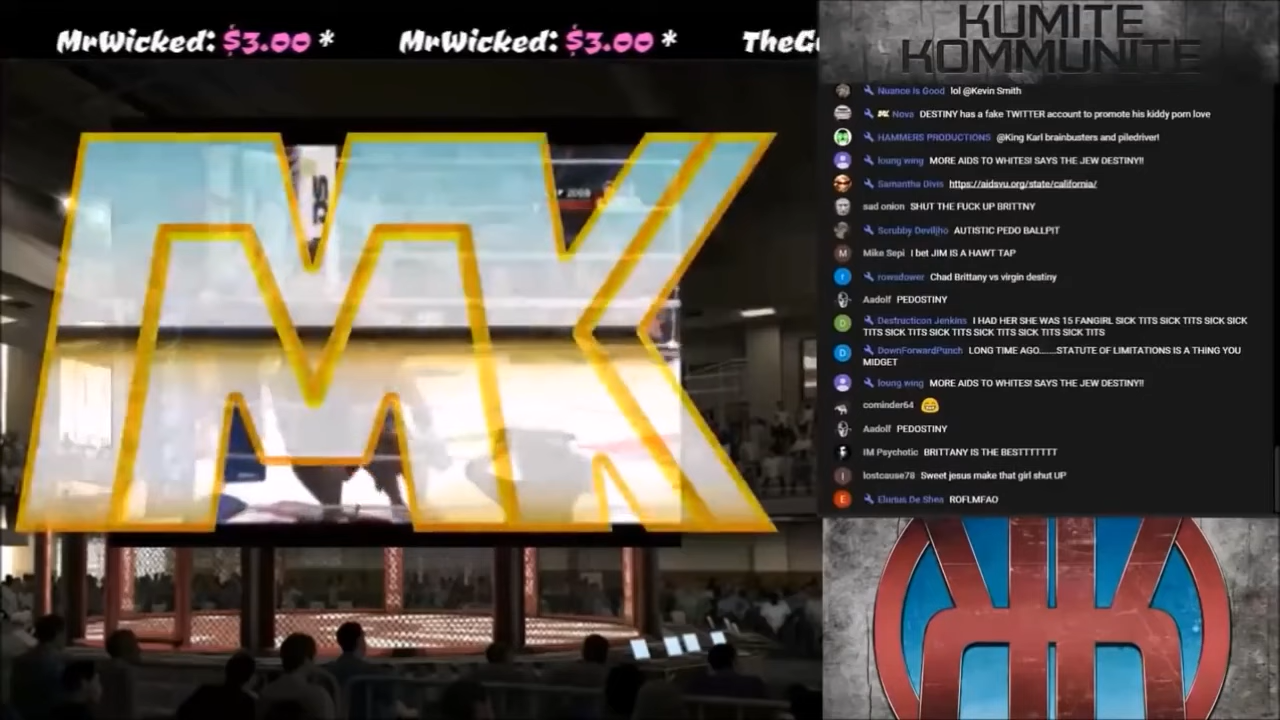 MrWicked: $3.00 * MrWicked: $3.00 * TheG
KUMITE
KOMMUNITE
Nuance is Good lol @Kevin Smith
Nova DESTINY has a fake TWITTER account to promote his kiddy porn love
HAMMERS PRODUCTIONS @King Karl brainbusters and piledriver!
loung wing MORE AIDS TO WHITES! SAYS THE JEW DESTINY!!
Samantha Divis https://aidsvu.org/state/california/
sad onion SHUT THE FUCK UP BRITTNY
Scrubby Deviljho AUTISTIC PEDO BALLPIT
M Mike Sepi I bet JIM IS A HAWT TAP
r rowsdower Chad Brittany vs virgin destiny
Aadolf PEDOSTINY
D Destructicon Jenkins I HAD HER SHE WAS 15 FANGIRL SICK TITS SICK TITS SICK SICK
TITS SICK TITS SICK TITS SICK TITS SICK TITS SICK TITS
D DownForwardPunch LONG TIME AGO.......STATUTE OF LIMITATIONS IS A THING YOU
MIDGET
loung wing MORE AIDS TO WHITES! SAYS THE JEW DESTINY!!
cominder64 😂
Aadolf PEDOSTINY
IM Psychotic BRITTANY IS THE BESTTTTTTT
l lostcause78 Sweet jesus make that girl shut UP
E Elurtus De Shea ROFLMFAO
MK
KK